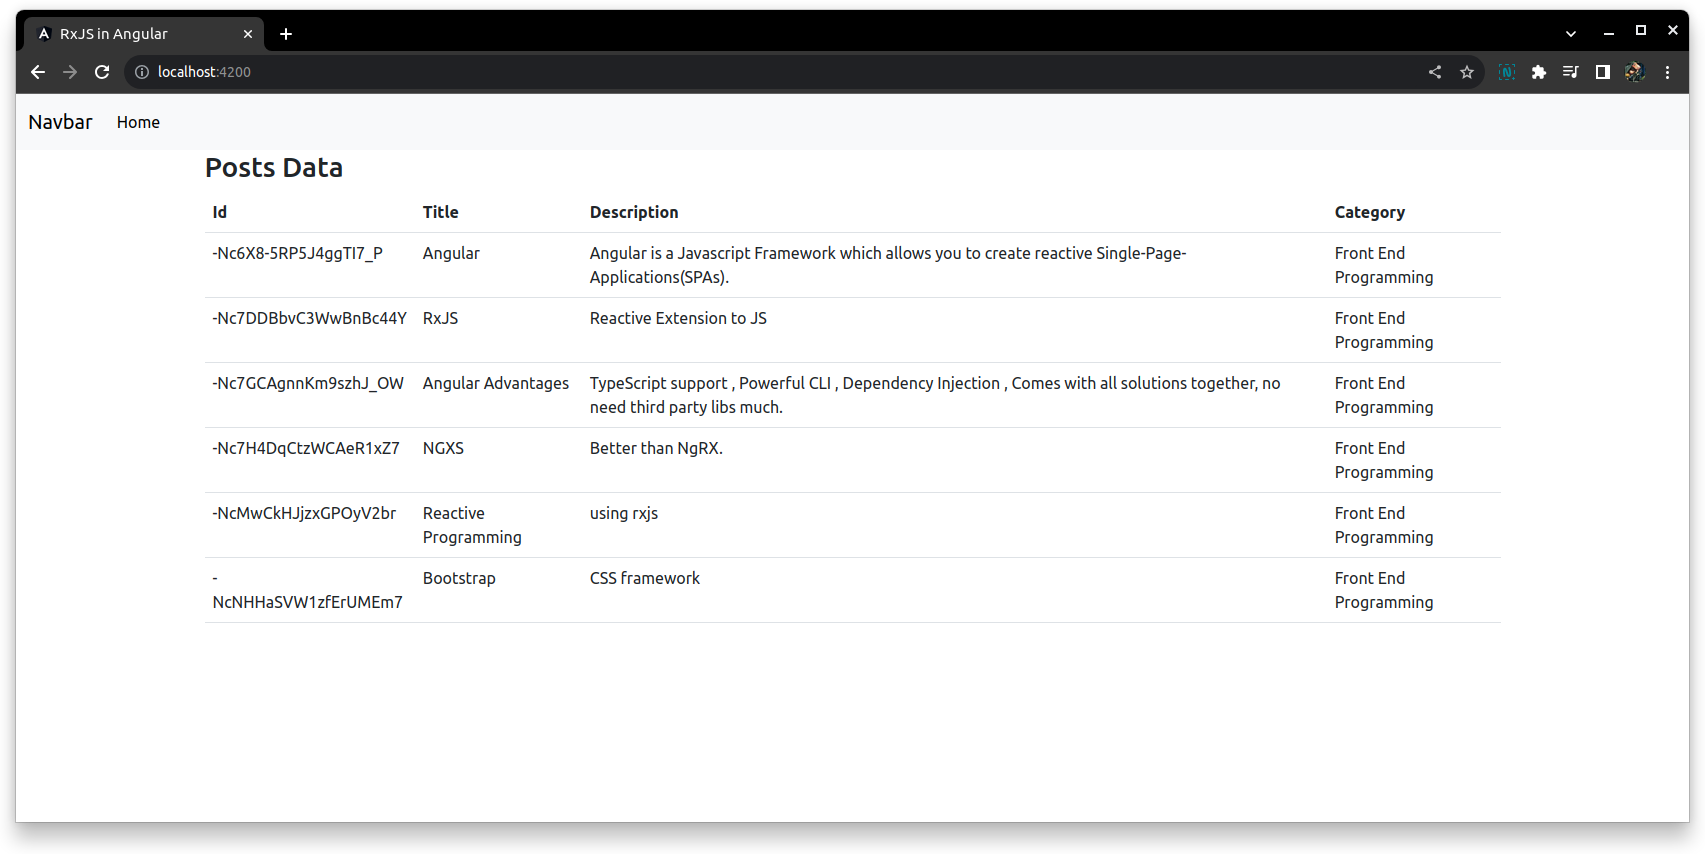 RxJS in Angular
localhost:4200
Navbar Home
Posts Data
Id Title Description Category
-Nc6X8-5RP5J4ggTI7_P Angular Angular is a Javascript Framework which allows you to create reactive Single-Page- Front End
Applications(SPAs). Programming
-Nc7DDBbvC3WwBnBc44Y RxJS Reactive Extension to JS Front End
Programming
-Nc7GCAgnnKm9szhJ_OW Angular Advantages TypeScript support , Powerful CLI , Dependency Injection , Comes with all solutions together, no Front End
need third party libs much. Programming
-Nc7H4DqCtzWCAeR1xZ7 NGXS Better than NgRX. Front End
Programming
-NcMwCkHJjzxGPOyV2br Reactive using rxjs Front End
Programming Programming
- Bootstrap CSS framework Front End
NcNHHaSVW1zfErUMEm7 Programming